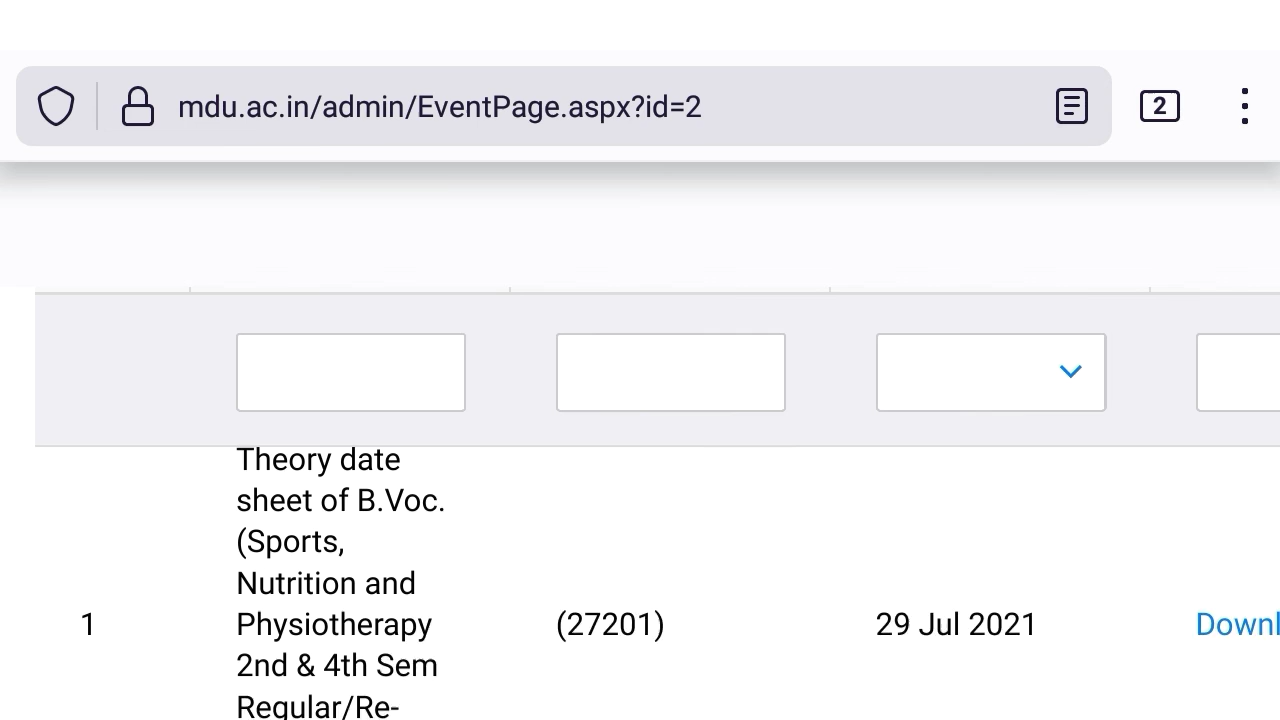 mdu.ac.in/admin/EventPage.aspx?id=2
2
Theory date
sheet of B.Voc.
(Sports,
Nutrition and
Physiotherapy
2nd & 4th Sem
Regular/Re-
1
(27201)
29 Jul 2021
Downl